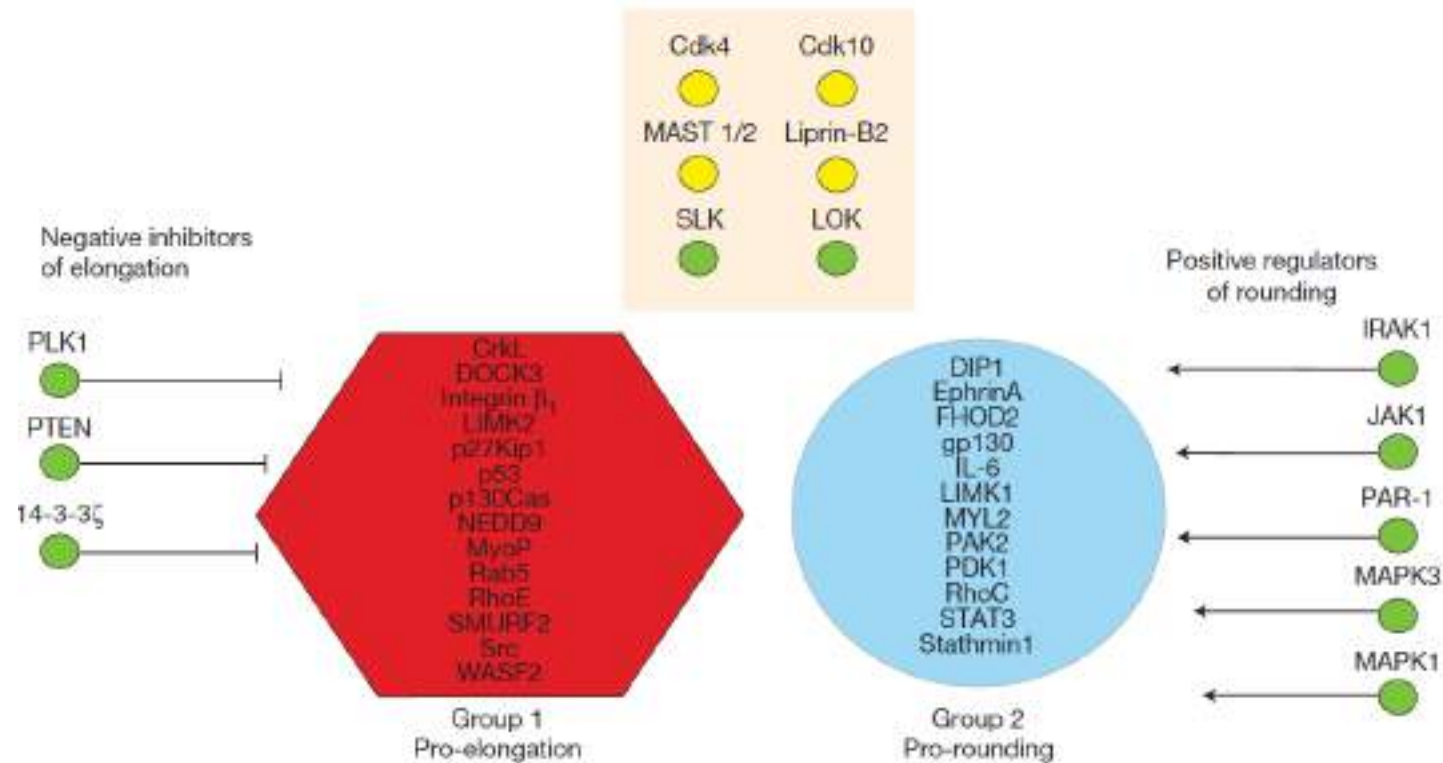 Cdk4 Cdk10
MAST 1/2 Liprin-B2
SLK LOK
Negative inhibitors
of elongation
PLK1
PTEN
14-3-3ζ
CrkL
DOCK3
Integrin β1
LIMK2
p27Kip1
p53
p130Cas
NEDD9
MyoP
Rab5
RhoE
SMURF2
Src
WASF2
Group 1
Pro-elongation
DIP1
EphrinA
FHOD2
gp130
IL-6
LIMK1
MYL2
PAK2
PDK1
RhoC
STAT3
Stathmin1
Group 2
Pro-rounding
Positive regulators
of rounding
IRAK1
JAK1
PAR-1
MAPK3
MAPK1